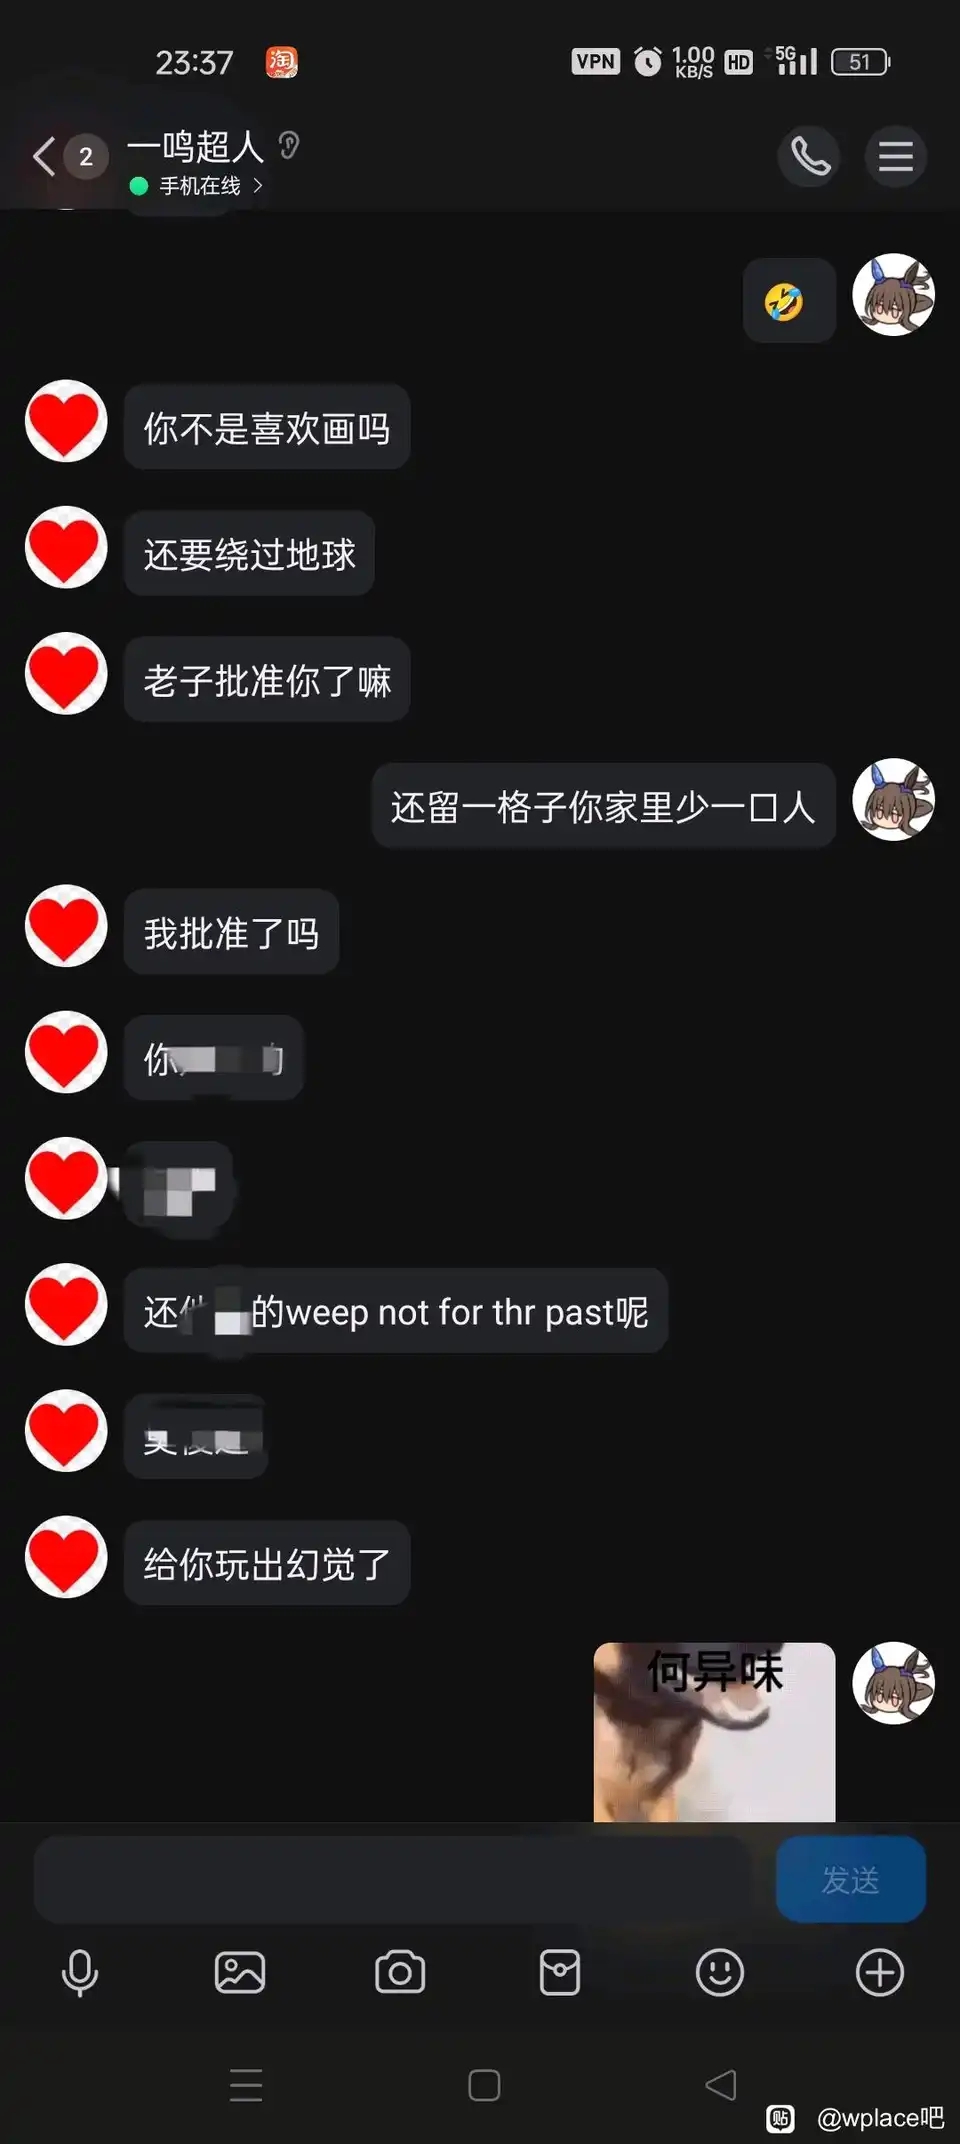 23:37
淘
VPN
1.00
KB/S
HD
5G
51
2
一鸣超人
手机在线
你不是喜欢画吗
还要绕过地球
老子批准你了嘛
还留一格子你家里少一口人
我批准了吗
你
还 的weep not for thr past呢
给你玩出幻觉了
何异味
发送
贴 @wplace吧